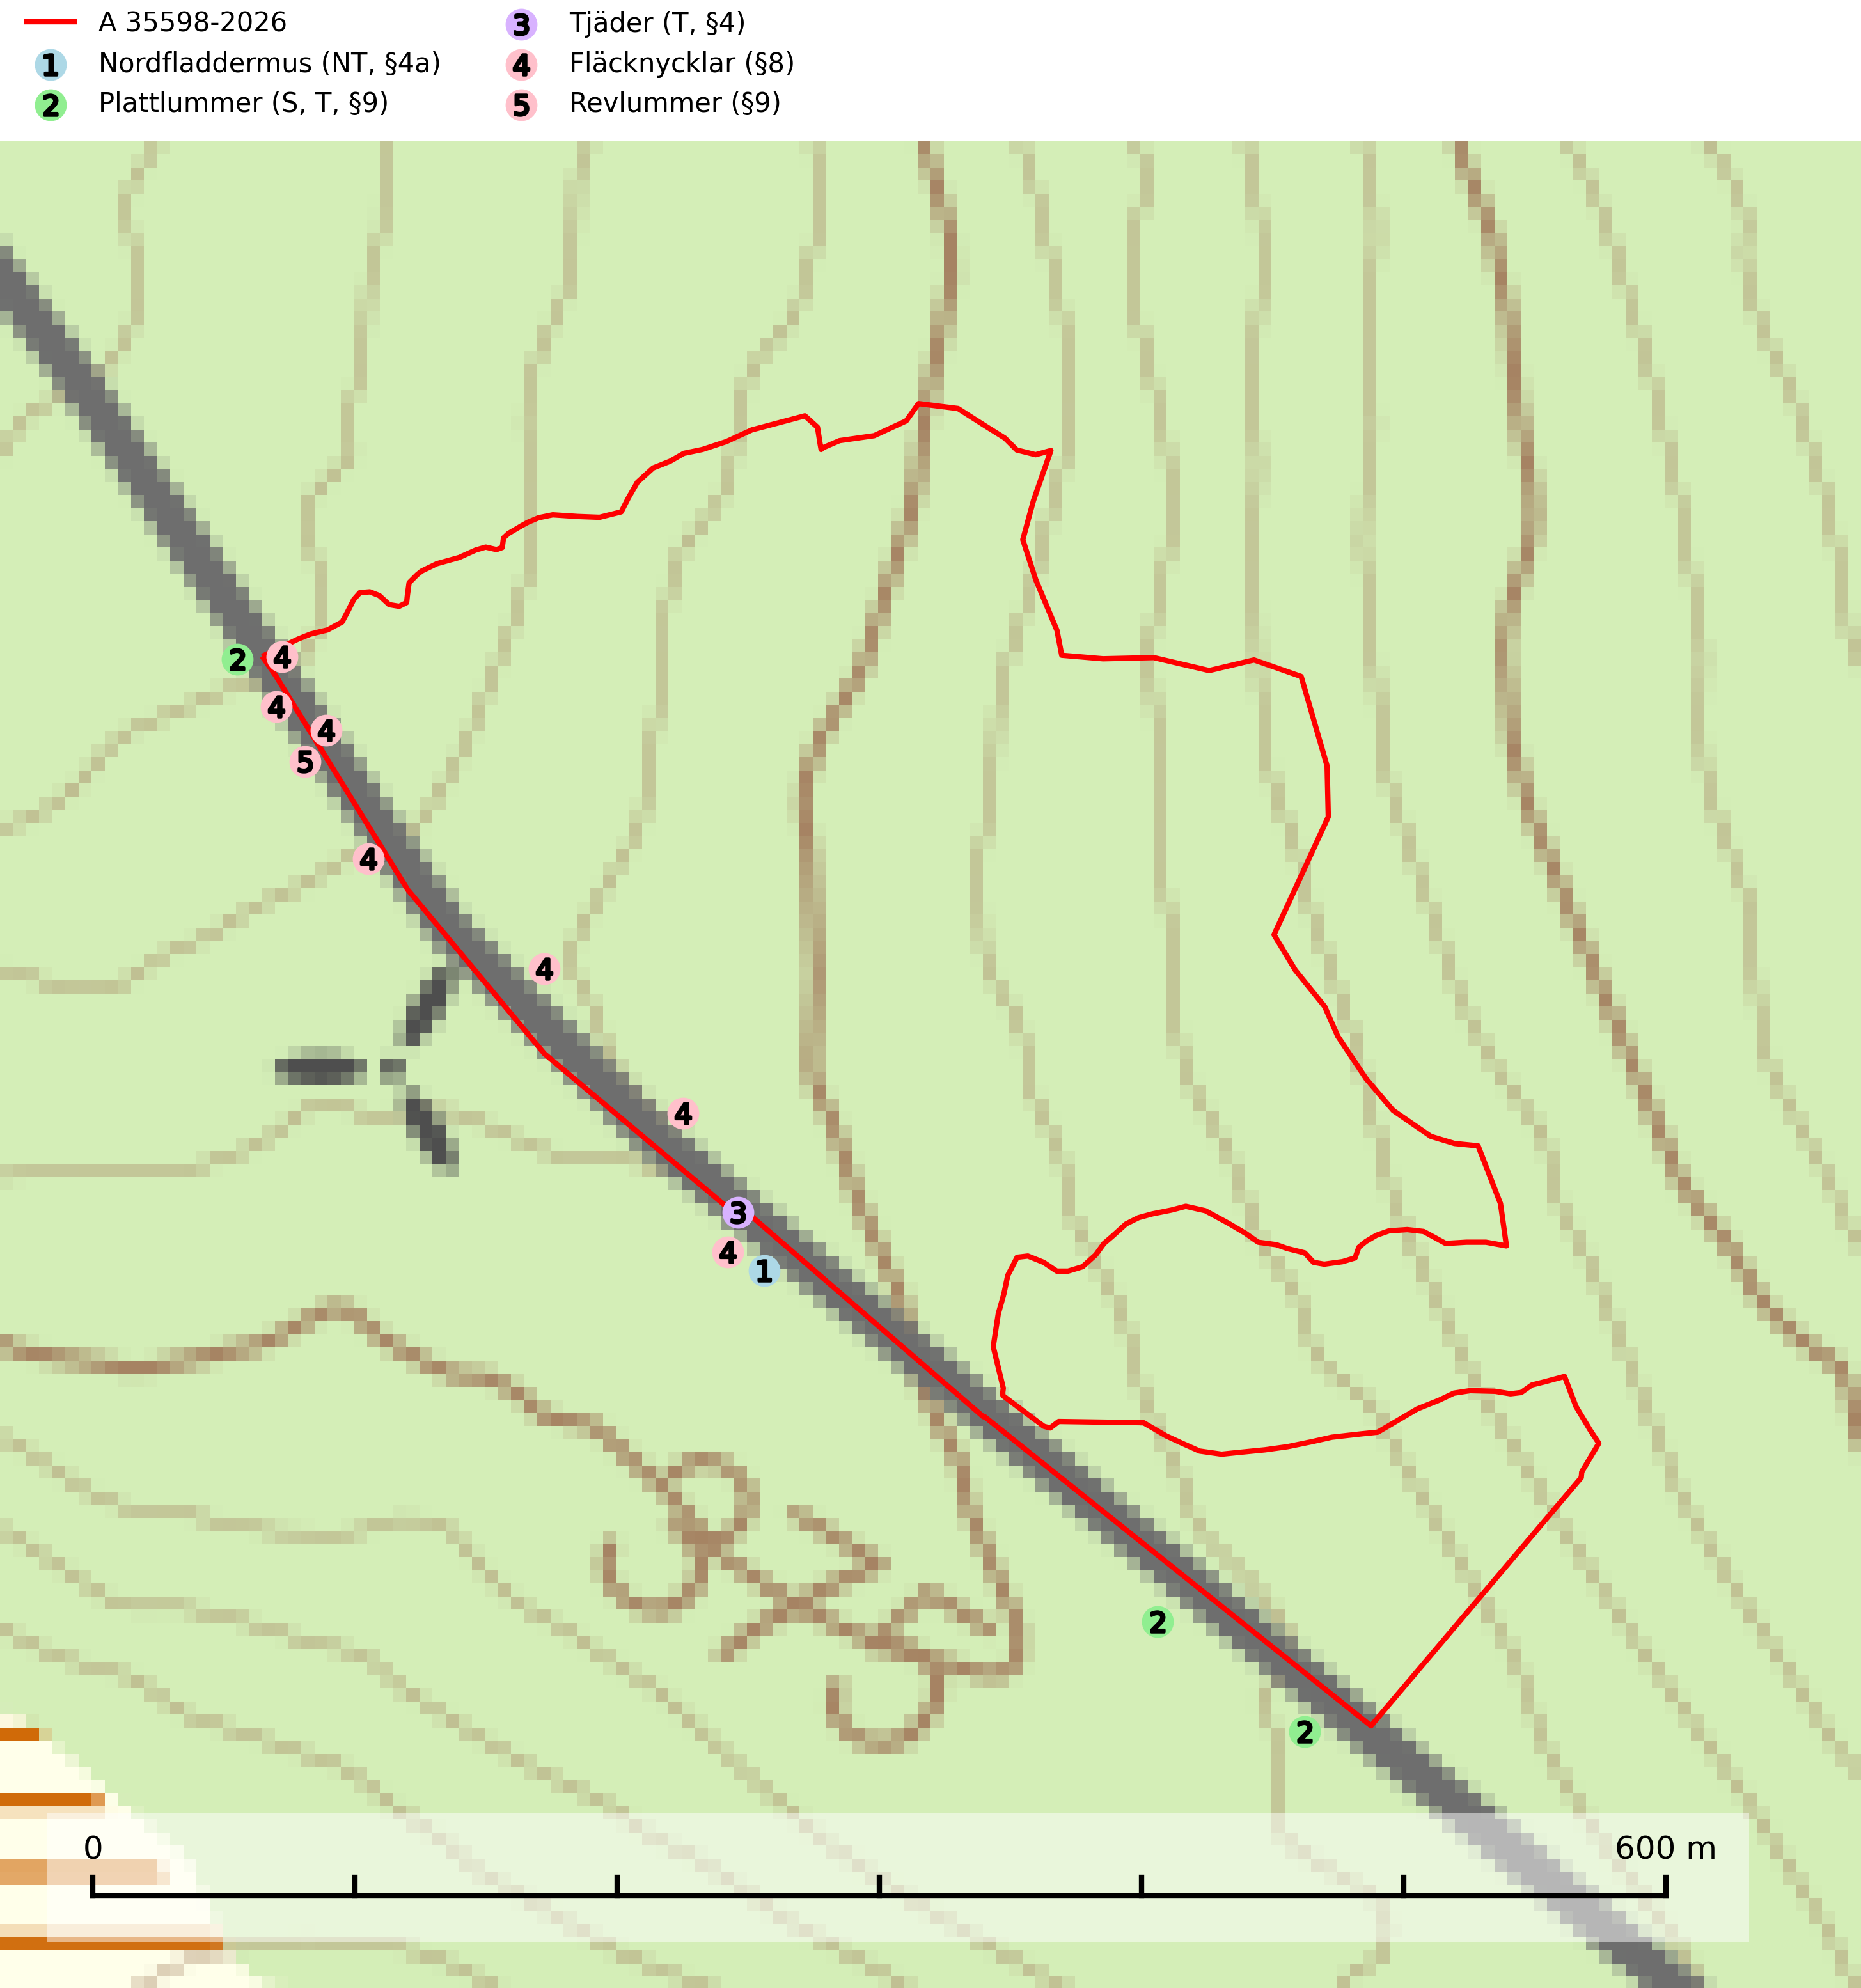 A 35598-2026
1 Nordfladdermus (NT, §4a)
2 Plattlummer (S, T, §9)
3 Tjäder (T, §4)
4 Fläcknycklar (§8)
5 Revlummer (§9)
2 4
4
4
5
4
4
4
3
4
1
2
2
0 600 m